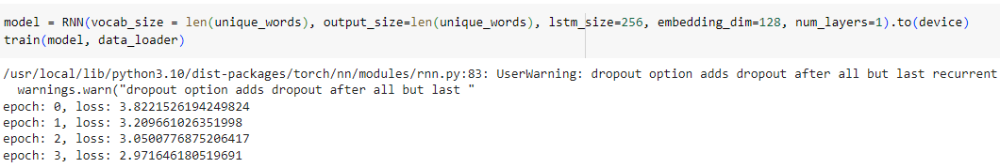 model = RNN(vocab_size = len(unique_words), output_size=len(unique_words), lstm_size=256, embedding_dim=128, num_layers=1).to(device)
train(model, data_loader)
/usr/local/lib/python3.10/dist-packages/torch/nn/modules/rnn.py:83: UserWarning: dropout option adds dropout after all but last recurrent
  warnings.warn("dropout option adds dropout after all but last "
epoch: 0, loss: 3.8221526194249824
epoch: 1, loss: 3.209661026351998
epoch: 2, loss: 3.0500776875206417
epoch: 3, loss: 2.971646180519691